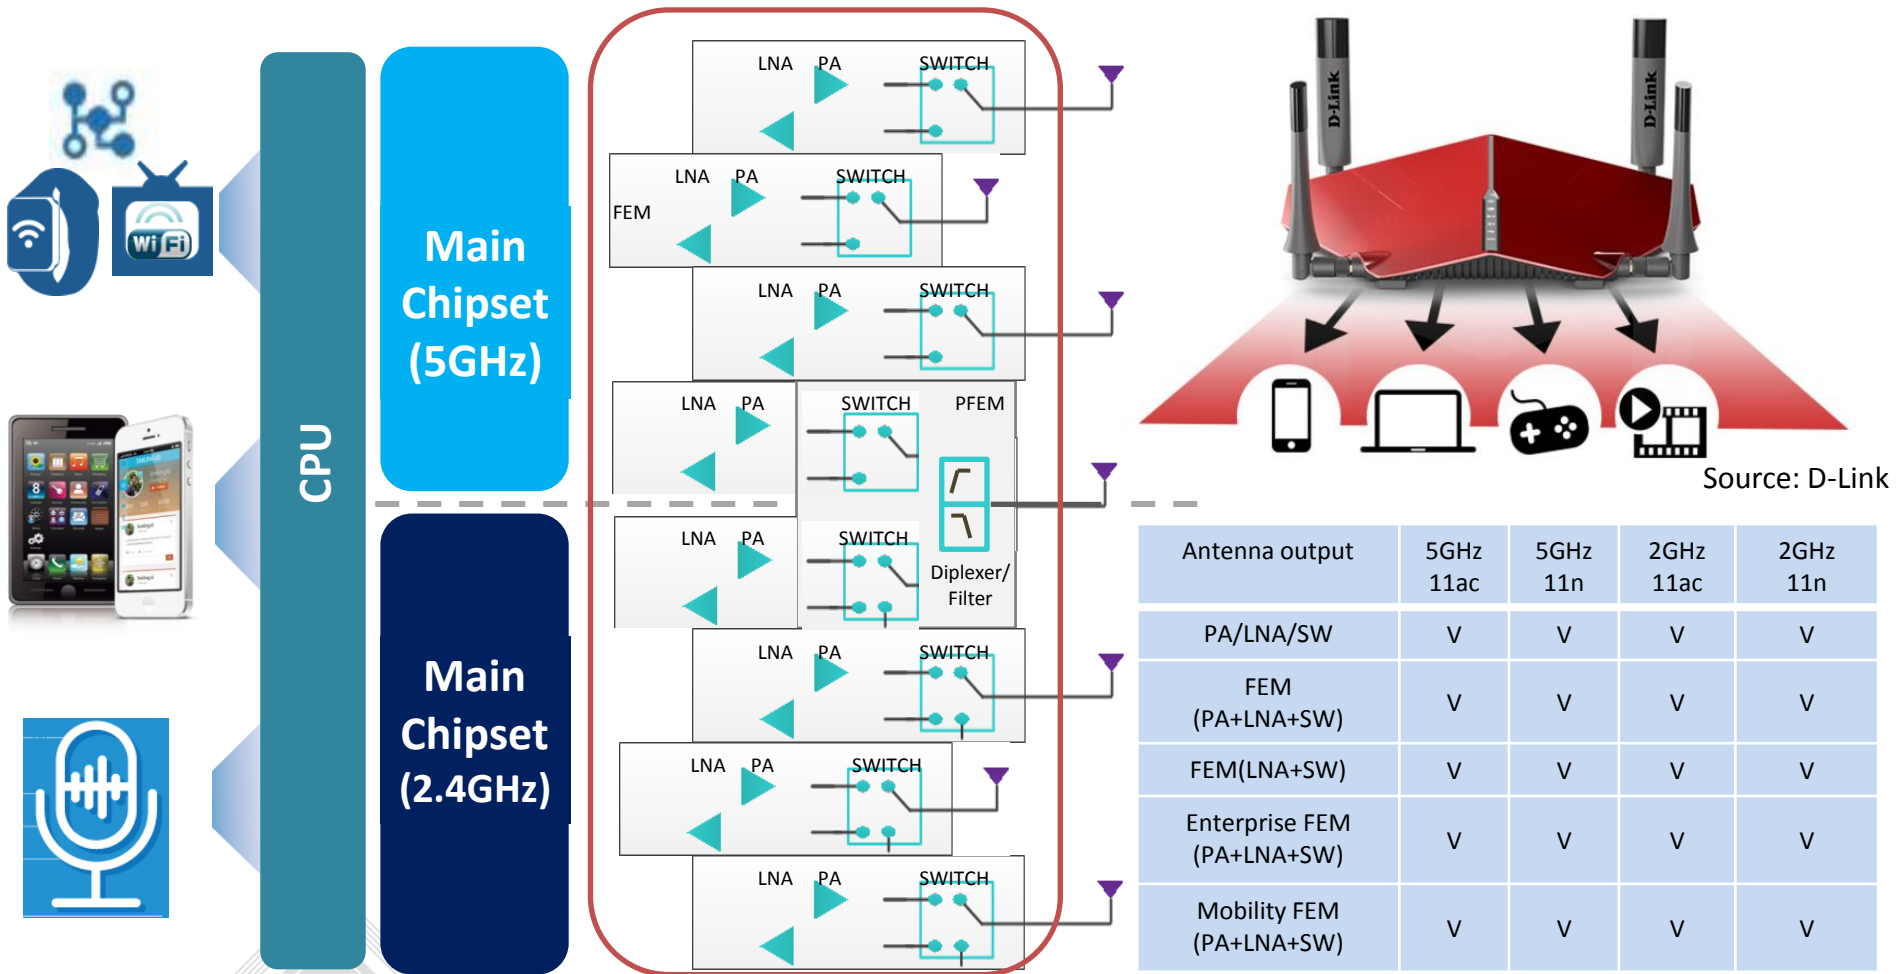 WiFi
CPU
Main
Chipset
(5GHz)
Main
Chipset
(2.4GHz)
LNA PA SWITCH
LNA PA SWITCH
FEM
LNA PA SWITCH
LNA PA SWITCH PFEM
LNA PA SWITCH
Diplexer/
Filter
LNA PA SWITCH
LNA PA SWITCH
LNA PA SWITCH
D-Link
D-Link
Source: D-Link
Antenna output 5GHz 11ac 5GHz 11n 2GHz 11ac 2GHz 11n
PA/LNA/SW V V V V
FEM
(PA+LNA+SW) V V V V
FEM(LNA+SW) V V V V
Enterprise FEM
(PA+LNA+SW) V V V V
Mobility FEM
(PA+LNA+SW) V V V V